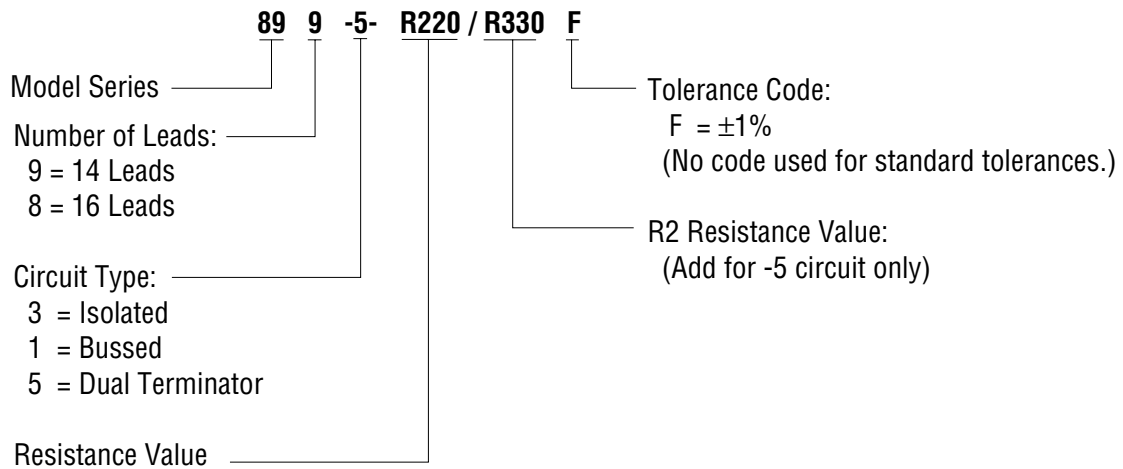 89 9 -5- R220 / R330 F
Model Series
Number of Leads:
9 = 14 Leads
8 = 16 Leads
Circuit Type:
3 = Isolated
1 = Bussed
5 = Dual Terminator
Resistance Value
Tolerance Code:
F = ±1%
(No code used for standard tolerances.)
R2 Resistance Value:
(Add for -5 circuit only)